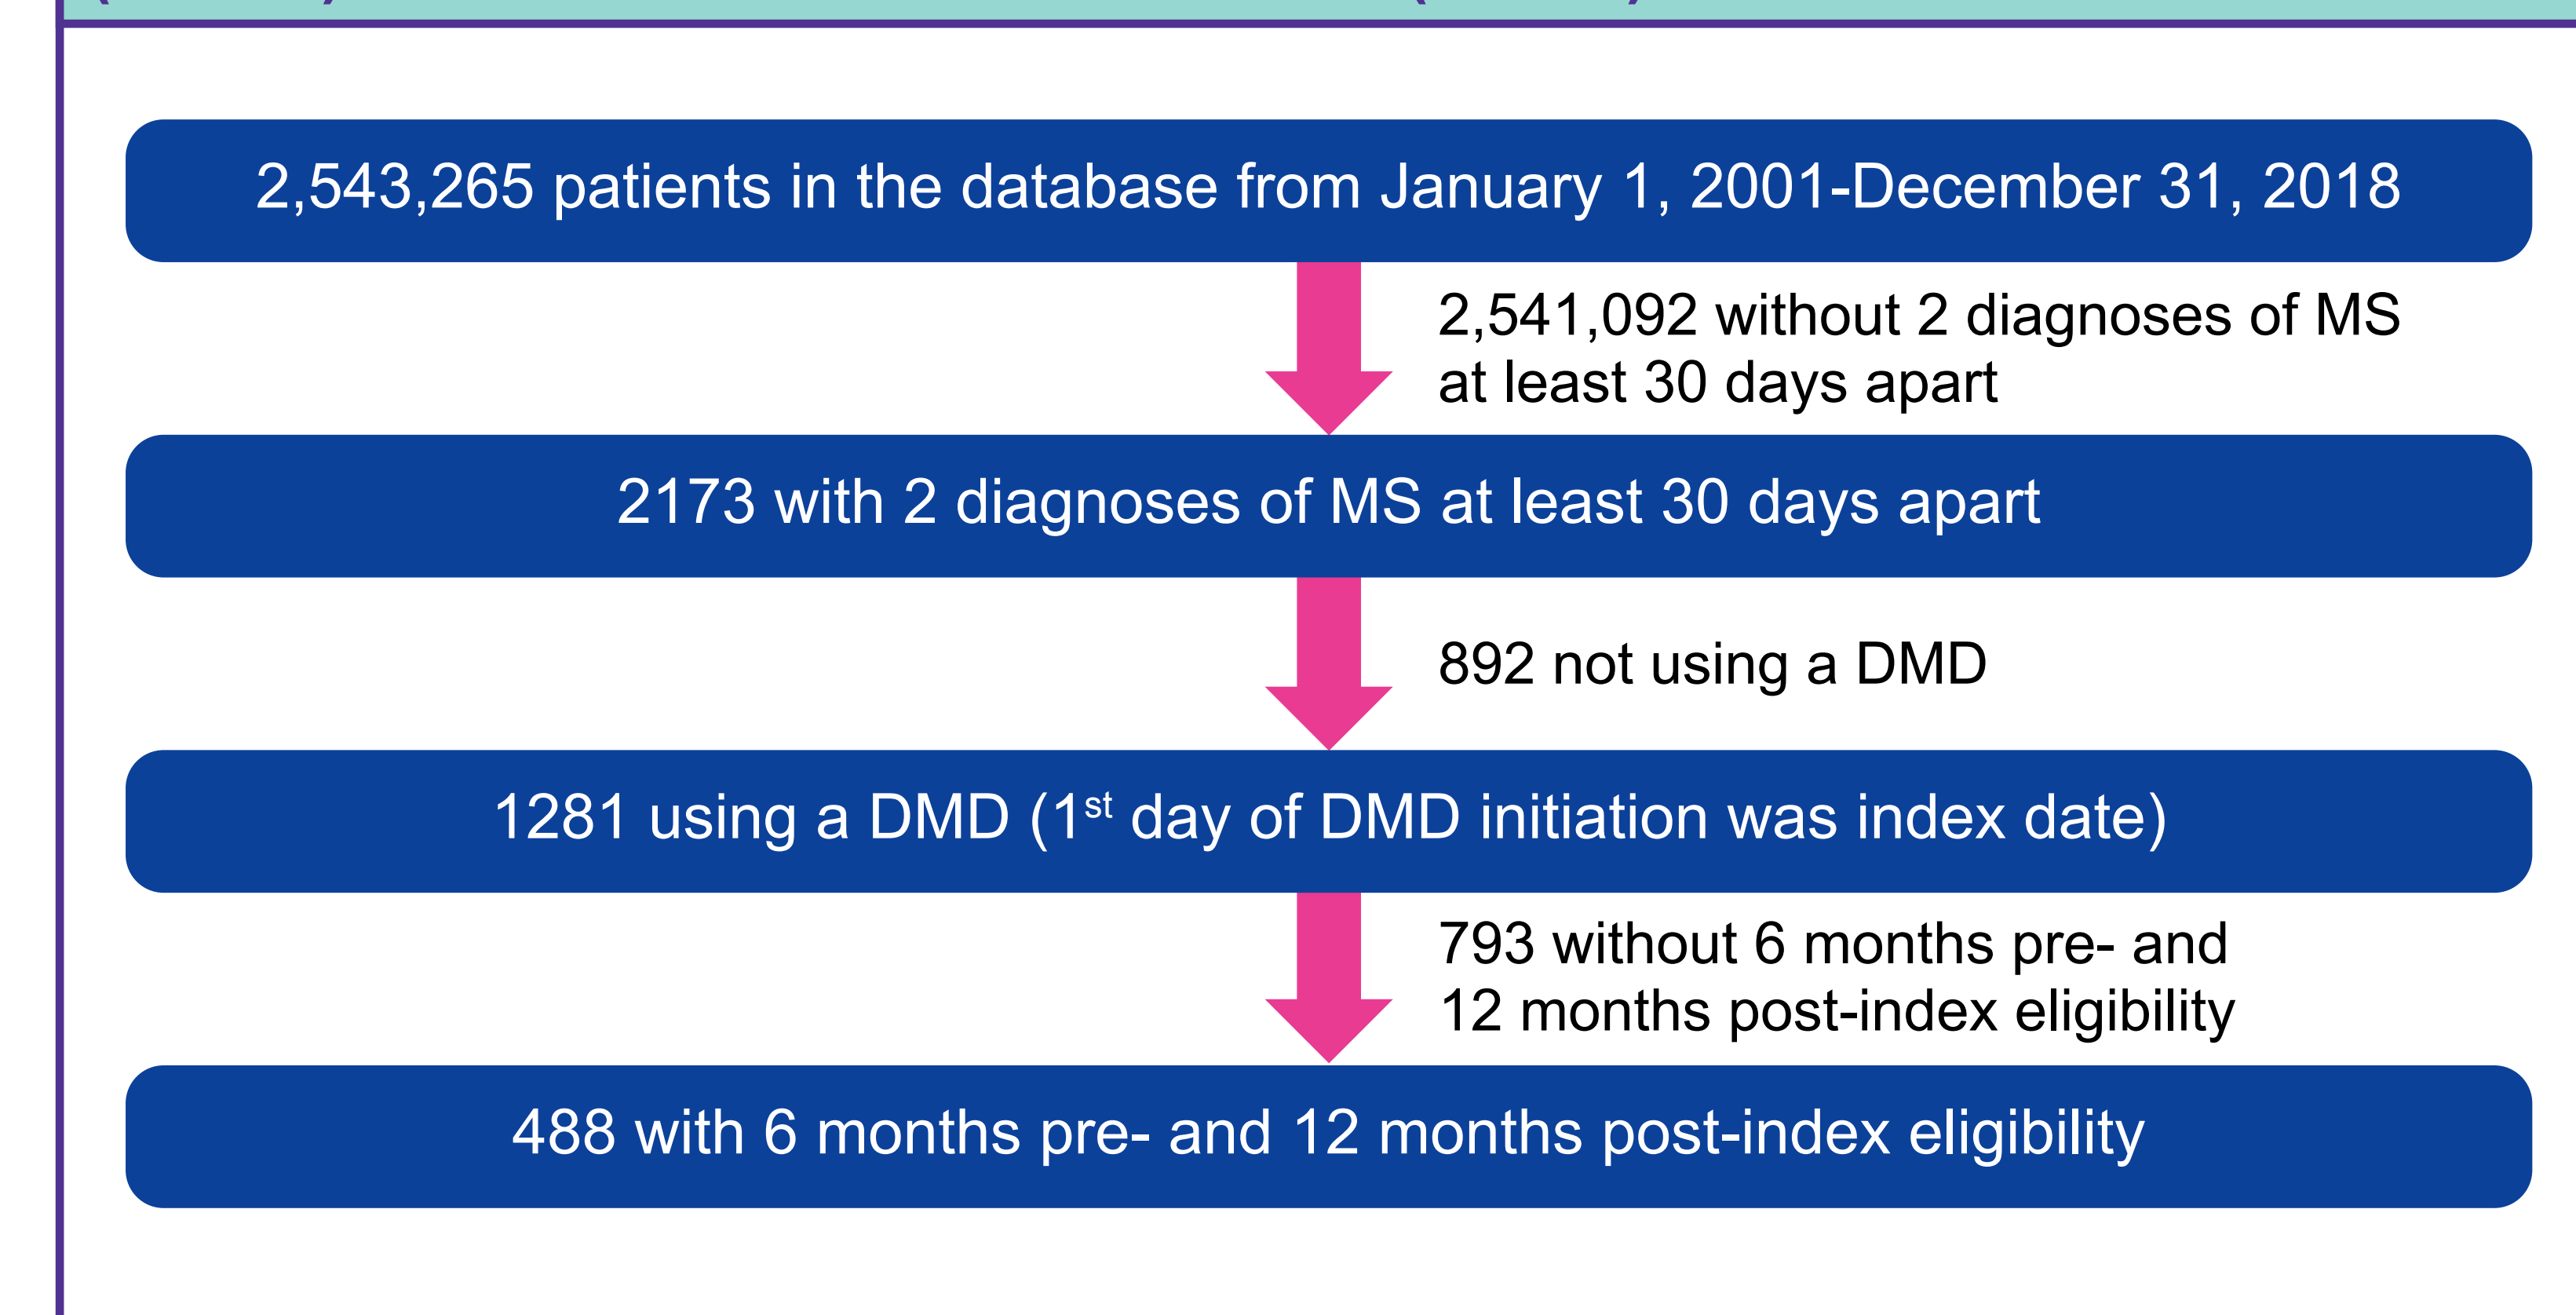 2,543,265 patients in the database from January 1, 2001-December 31, 2018
2,541,092 without 2 diagnoses of MS
at least 30 days apart
2173 with 2 diagnoses of MS at least 30 days apart
892 not using a DMD
1281 using a DMD (1st day of DMD initiation was index date)
793 without 6 months pre- and
12 months post-index eligibility
488 with 6 months pre- and 12 months post-index eligibility